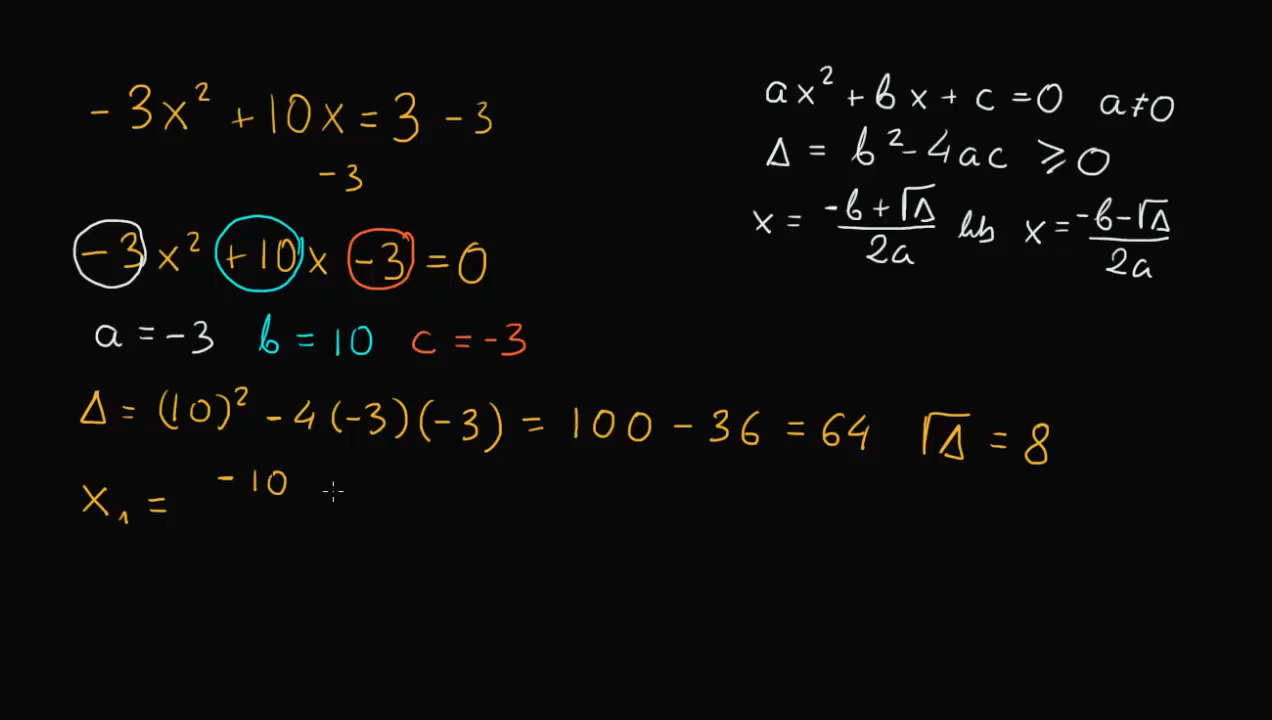 -3x² +10x = 3 -3
-3
-3x² +10x -3 = 0
a = -3 b = 10 c = -3
Δ = (10)² - 4(-3)(-3) = 100 - 36 = 64 √Δ = 8
x₁ = -10
ax² + bx + c = 0 a ≠ 0
Δ = b² - 4ac ⩾ 0
x = (-b + √Δ)/2a lub x = (-b - √Δ)/2a